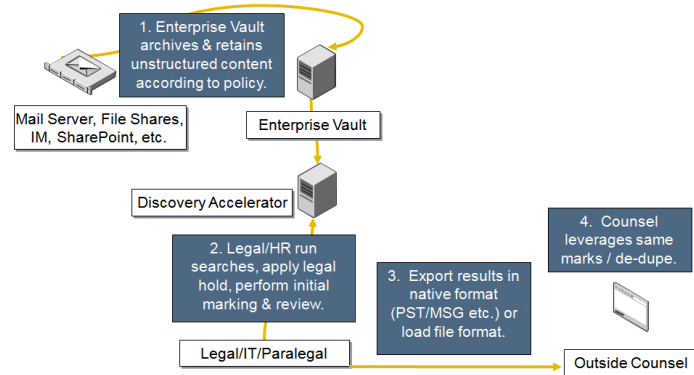 1. Enterprise Vault
archives & retains
unstructured content
according to policy.
Mail Server, File Shares,
IM, SharePoint, etc.
Enterprise Vault
Discovery Accelerator
2. Legal/HR run
searches, apply legal
hold, perform initial
marking & review.
Legal/IT/Paralegal
3. Export results in
native format
(PST/MSG etc.) or
load file format.
4. Counsel
leverages same
marks / de-dupe.
Outside Counsel